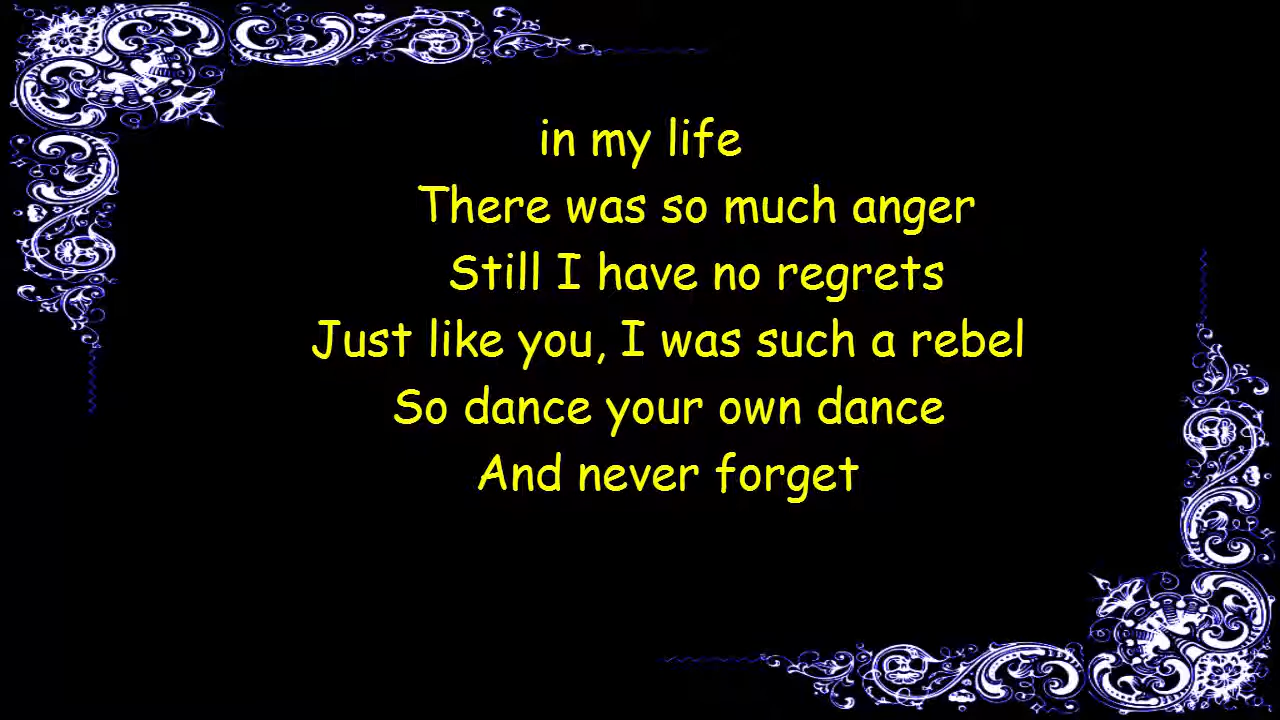 in my life
There was so much anger
Still I have no regrets
Just like you, I was such a rebel
So dance your own dance
And never forget